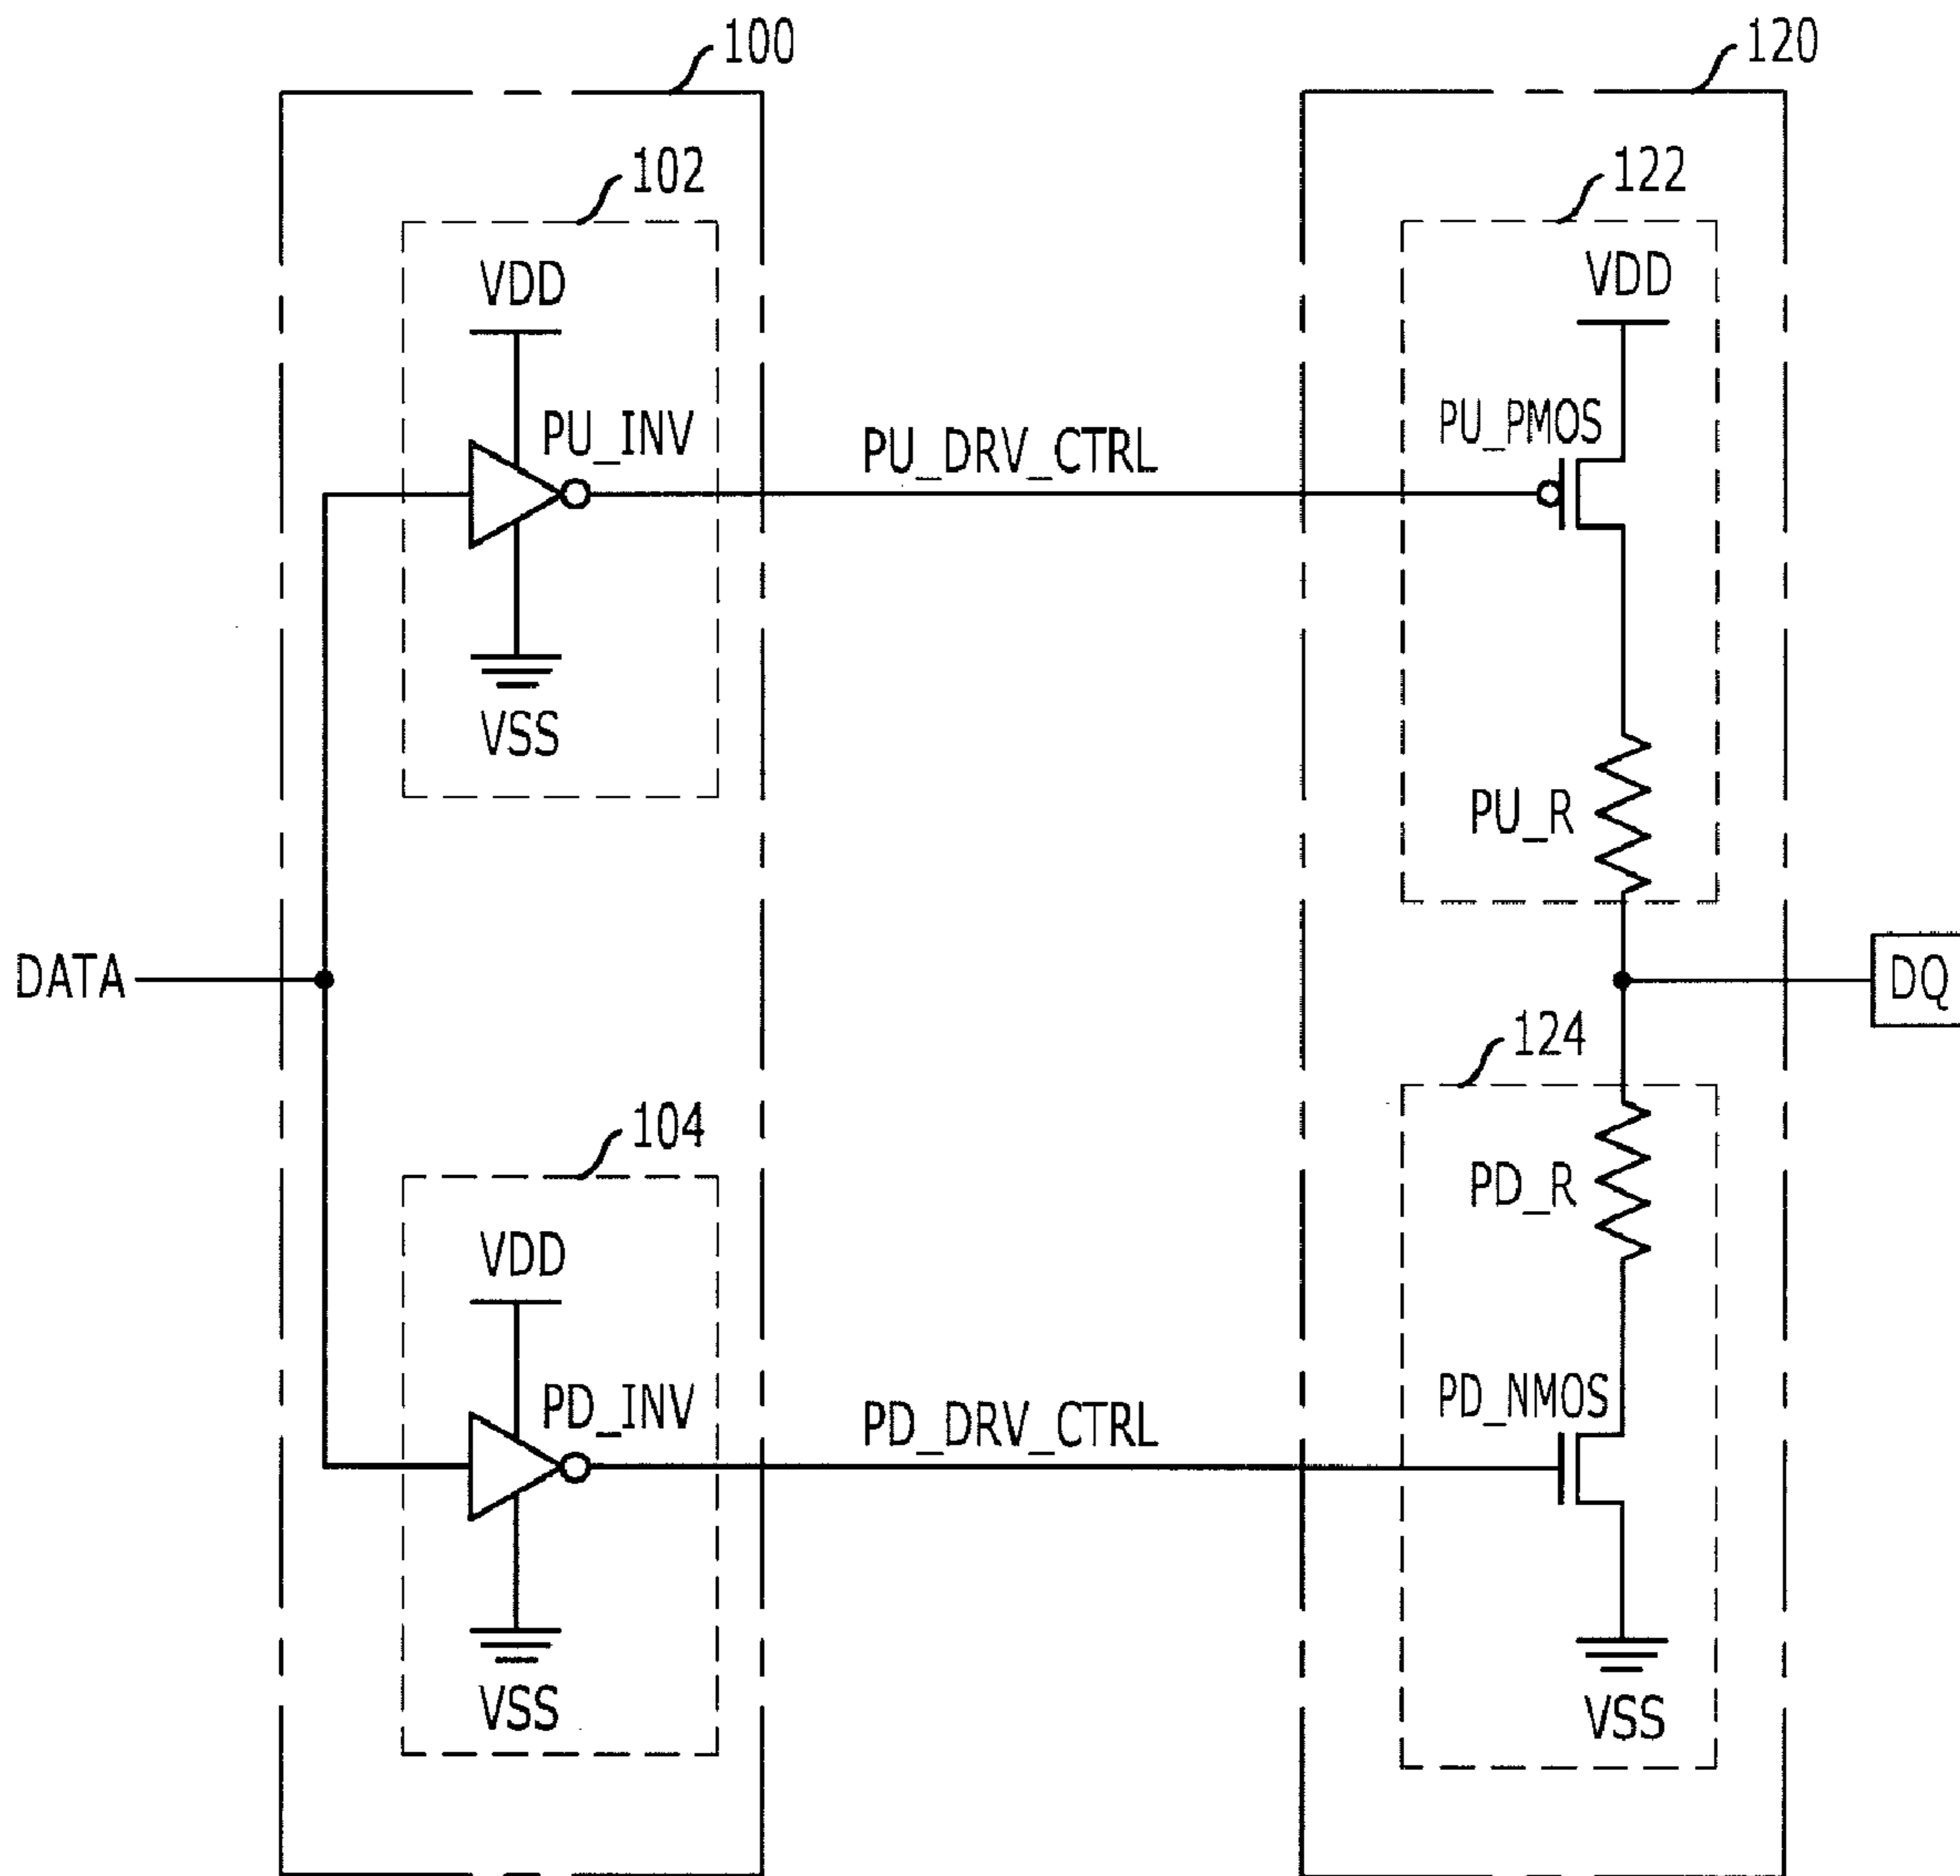 100
120
102
122
VDD
VDD
PU_INV
PU_DRV_CTRL
PU_PMOS
VSS
PU_R
DATA
DQ
124
104
PD_R
VDD
PD_INV
PD_DRV_CTRL
PD_NMOS
VSS
VSS